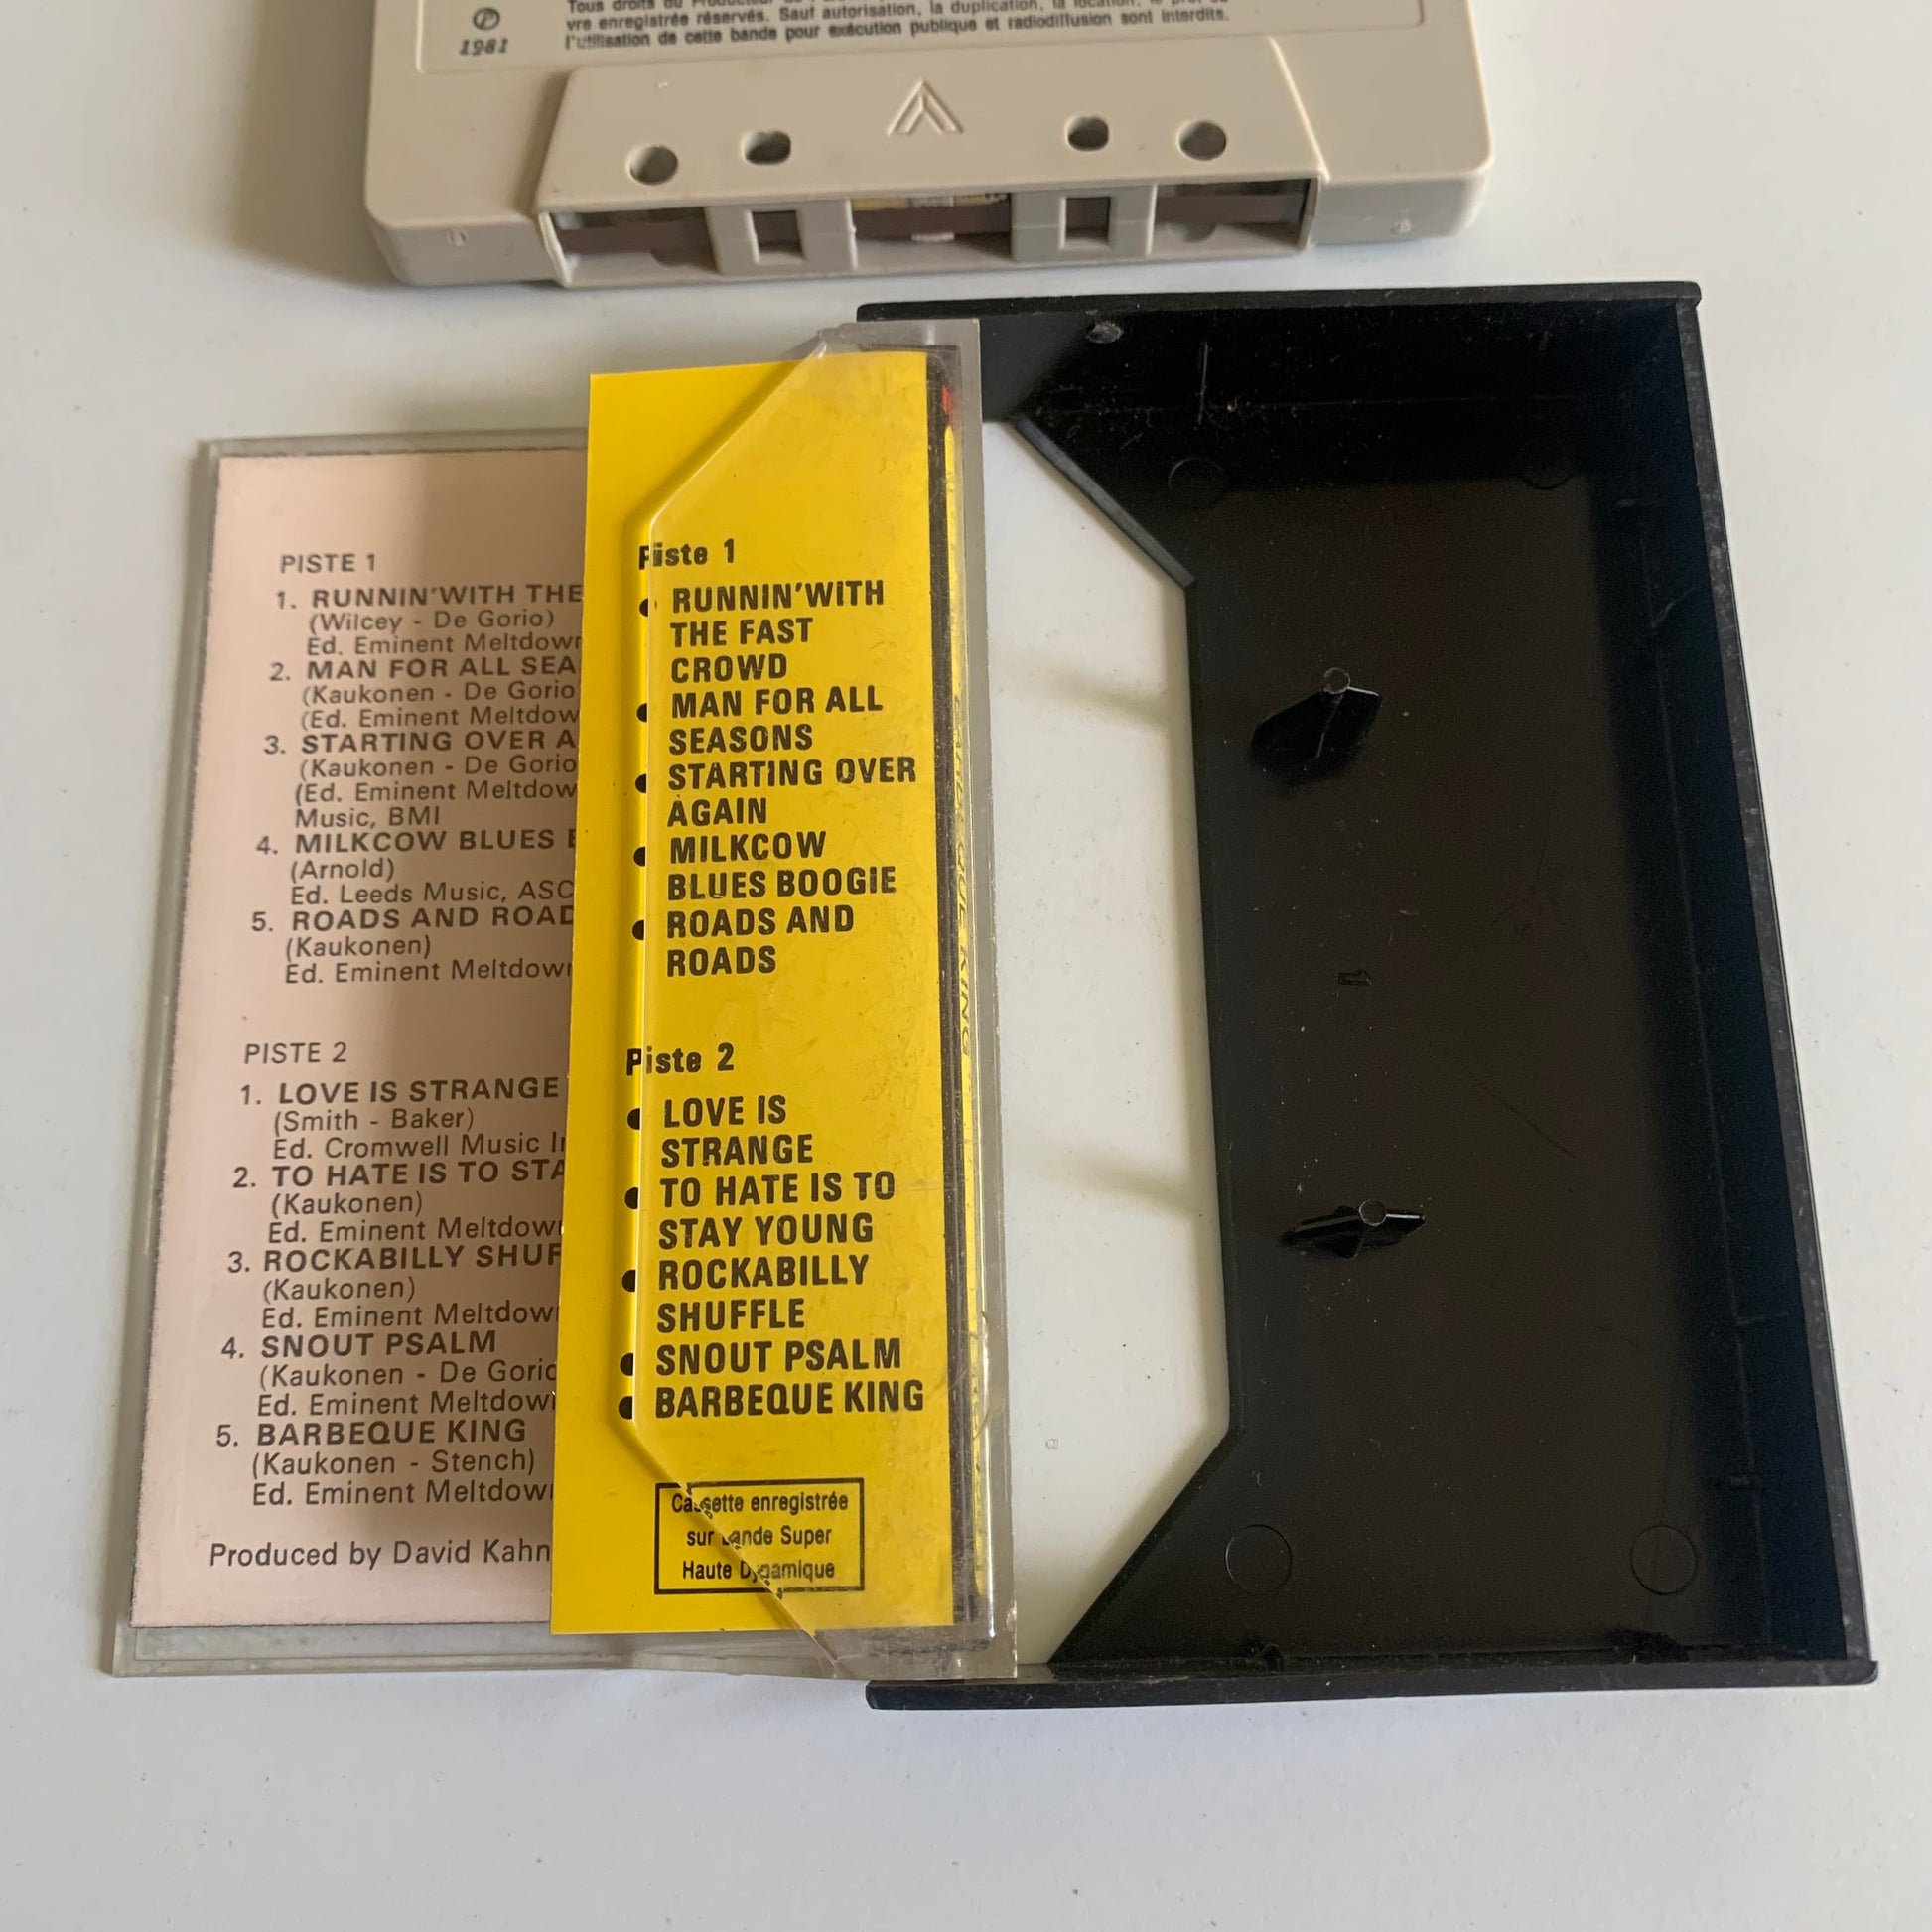 Tous droits du Producteur
vre enregistrée réservés. Sauf autorisation, la duplication, la location, le prêt ou
l'utilisation de cette bande pour exécution publique et radiodiffusion sont interdits.
℗
1981
PISTE 1
1. RUNNIN'WITH THE
(Wilcey - De Gorio)
Ed. Eminent Meltdown
2. MAN FOR ALL SEA
(Kaukonen - De Gorio
(Ed. Eminent Meltdow
3. STARTING OVER A
(Kaukonen - De Gorio
(Ed. Eminent Meltdow
Music, BMI
4. MILKCOW BLUES B
(Arnold)
Ed. Leeds Music, ASC
5. ROADS AND ROAD
(Kaukonen)
Ed. Eminent Meltdown
PISTE 2
1. LOVE IS STRANGE
(Smith - Baker)
Ed. Cromwell Music In
2. TO HATE IS TO STA
(Kaukonen)
Ed. Eminent Meltdown
3. ROCKABILLY SHUF
(Kaukonen)
Ed. Eminent Meltdown
4. SNOUT PSALM
(Kaukonen - De Goric
Ed. Eminent Meltdown
5. BARBEQUE KING
(Kaukonen - Stench)
Ed. Eminent Meltdown
Produced by David Kahn
Piste 1
• RUNNIN'WITH
THE FAST
CROWD
• MAN FOR ALL
SEASONS
• STARTING OVER
AGAIN
• MILKCOW
BLUES BOOGIE
• ROADS AND
ROADS
Piste 2
• LOVE IS
STRANGE
• TO HATE IS TO
STAY YOUNG
• ROCKABILLY
SHUFFLE
• SNOUT PSALM
• BARBEQUE KING
Cassette enregistrée
sur bande Super
Haute Dynamique
KING